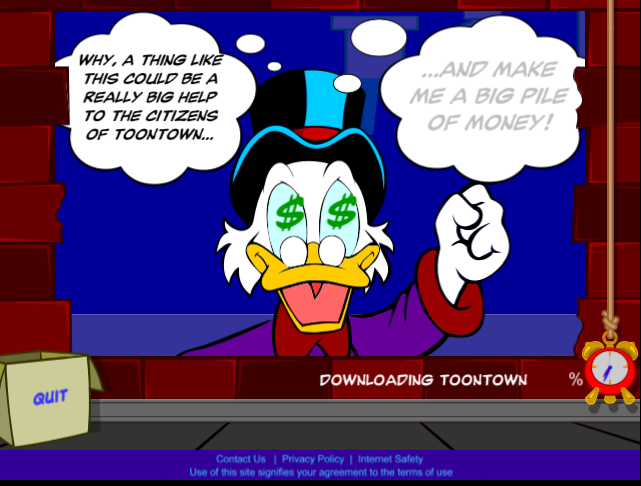 WHY, A THING LIKE
THIS COULD BE A
REALLY BIG HELP
TO THE CITIZENS
OF TOONTOWN...
...AND MAKE
ME A BIG PILE
OF MONEY!
$ $
DOWNLOADING TOONTOWN %
QUIT
Contact Us | Privacy Policy | Internet Safety
Use of this site signifies your agreement to the terms of use